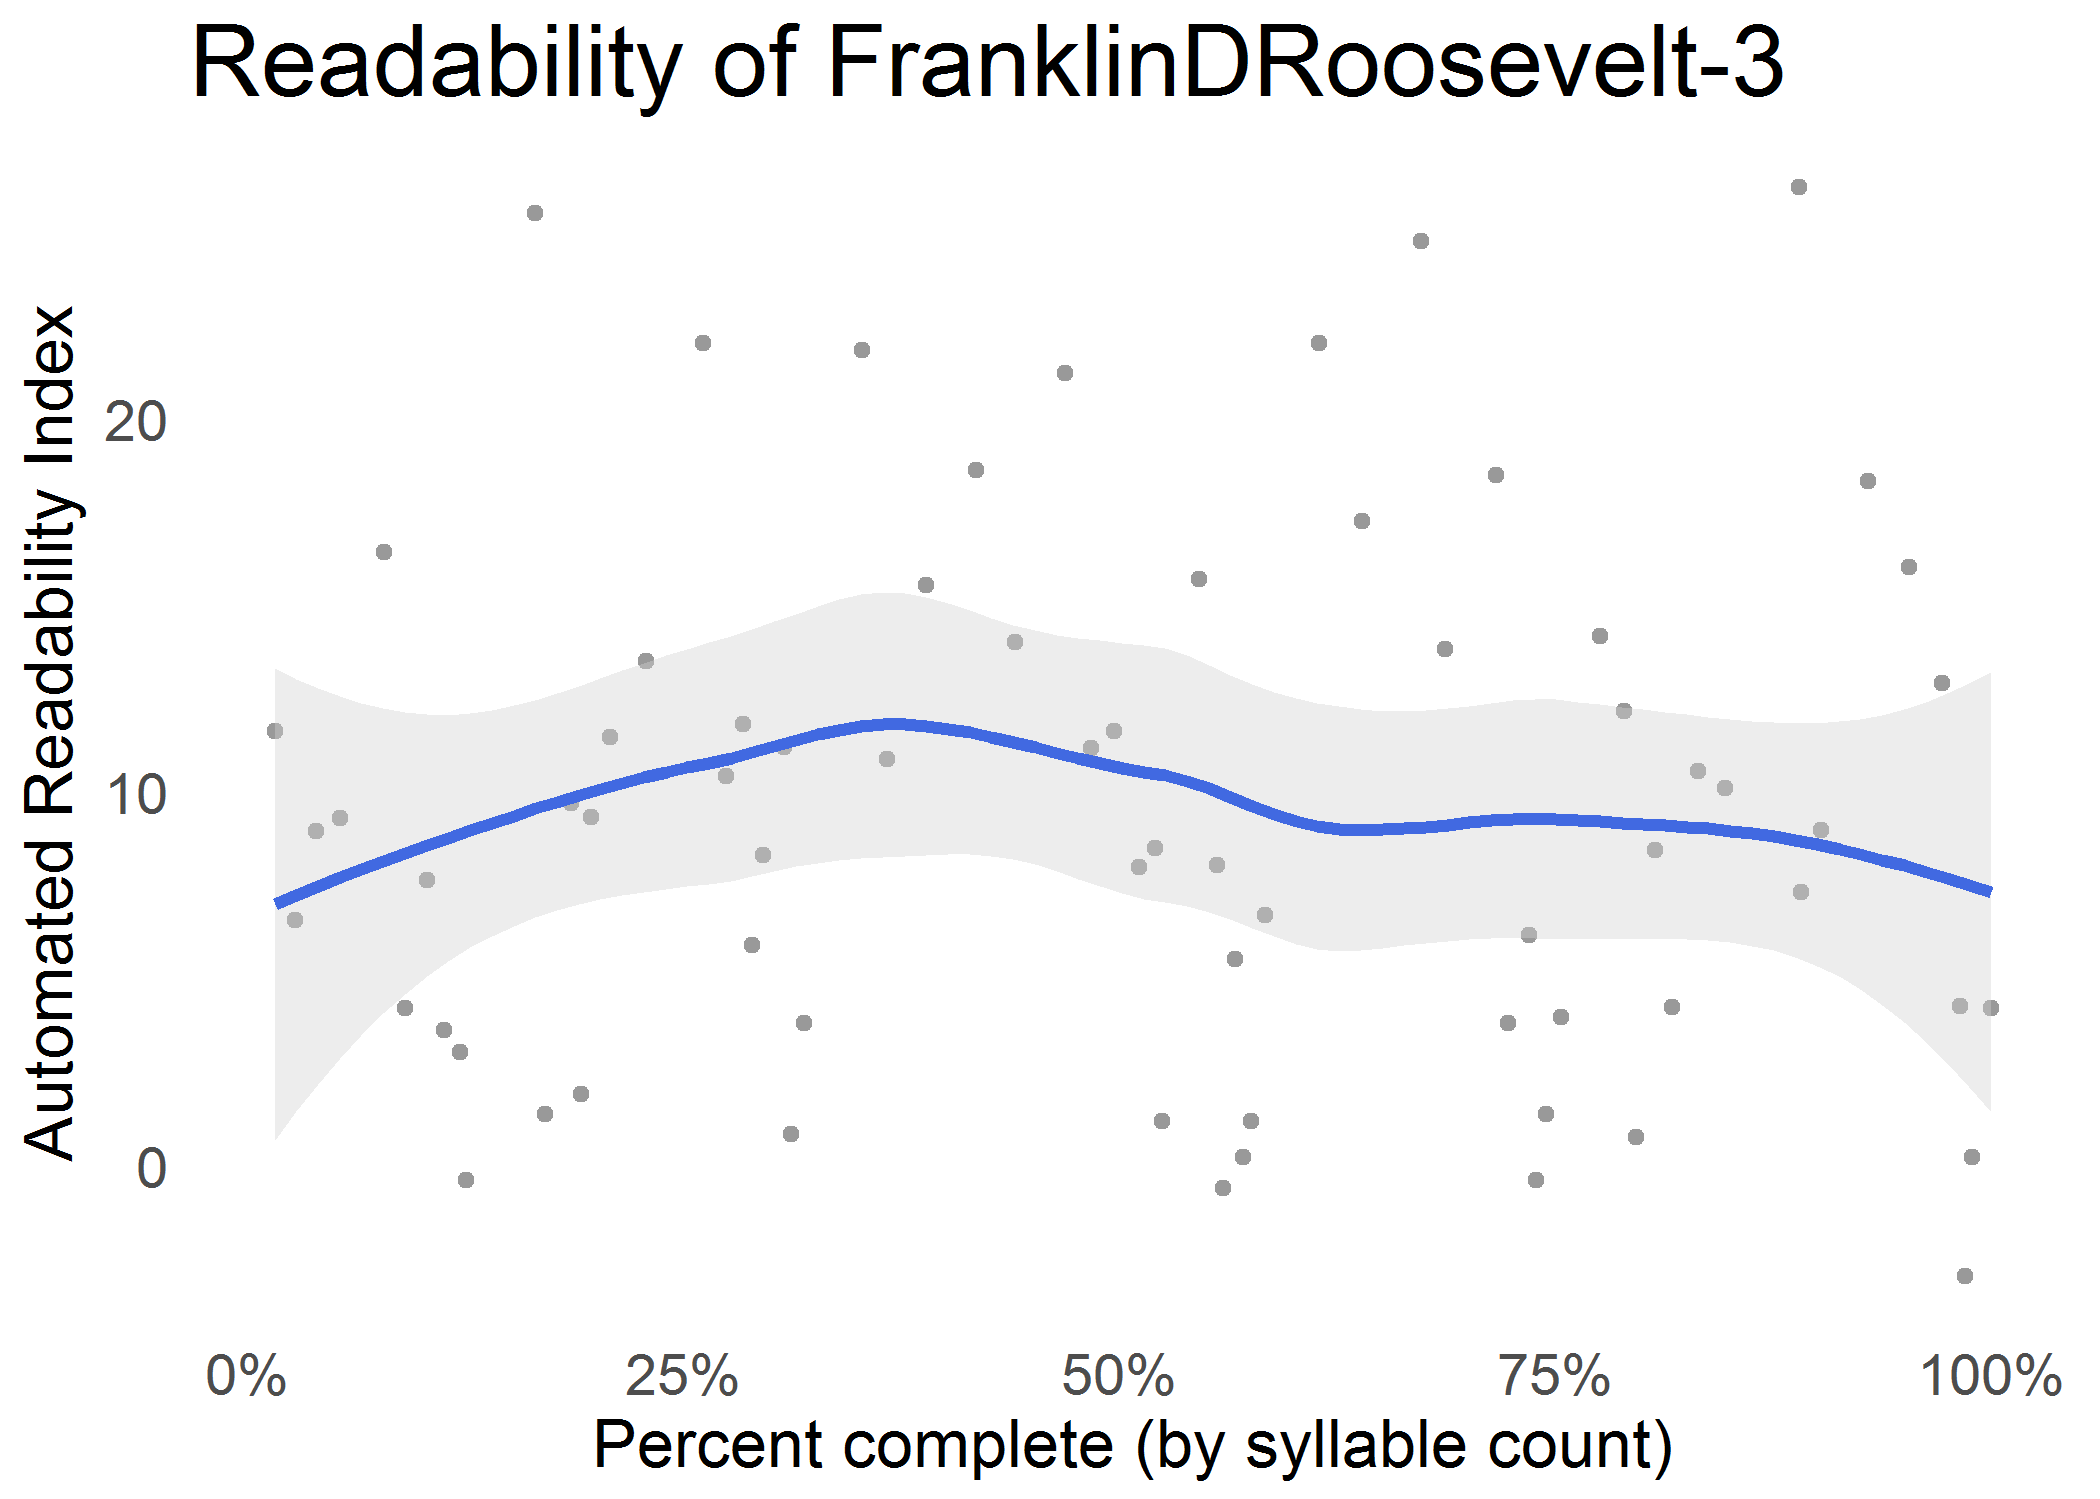 Readability of FranklinDRoosevelt-3
Automated Readability Index
20
10
0
0% 25% 50% 75% 100%
Percent complete (by syllable count)